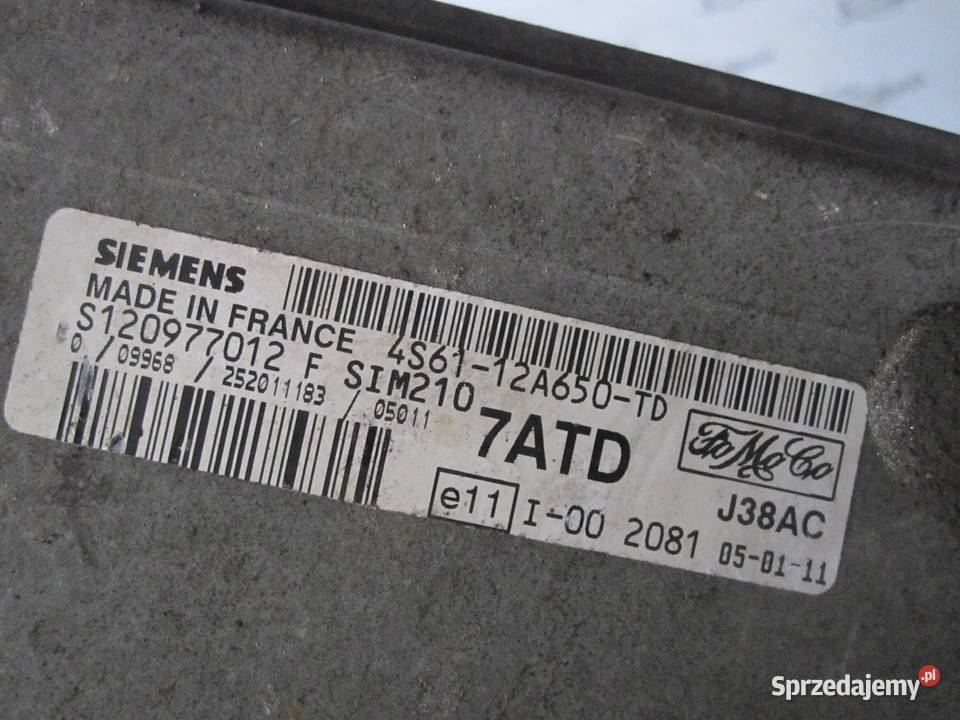 SIEMENS
MADE IN FRANCE 4S61-12A650-TD
S120977012 F SIM210
0 / 09968 / 252011183 / 05011
7ATD
FoMoCo
J38AC
e11 I-00 2081 05-01-11
Sprzedajemy.pl